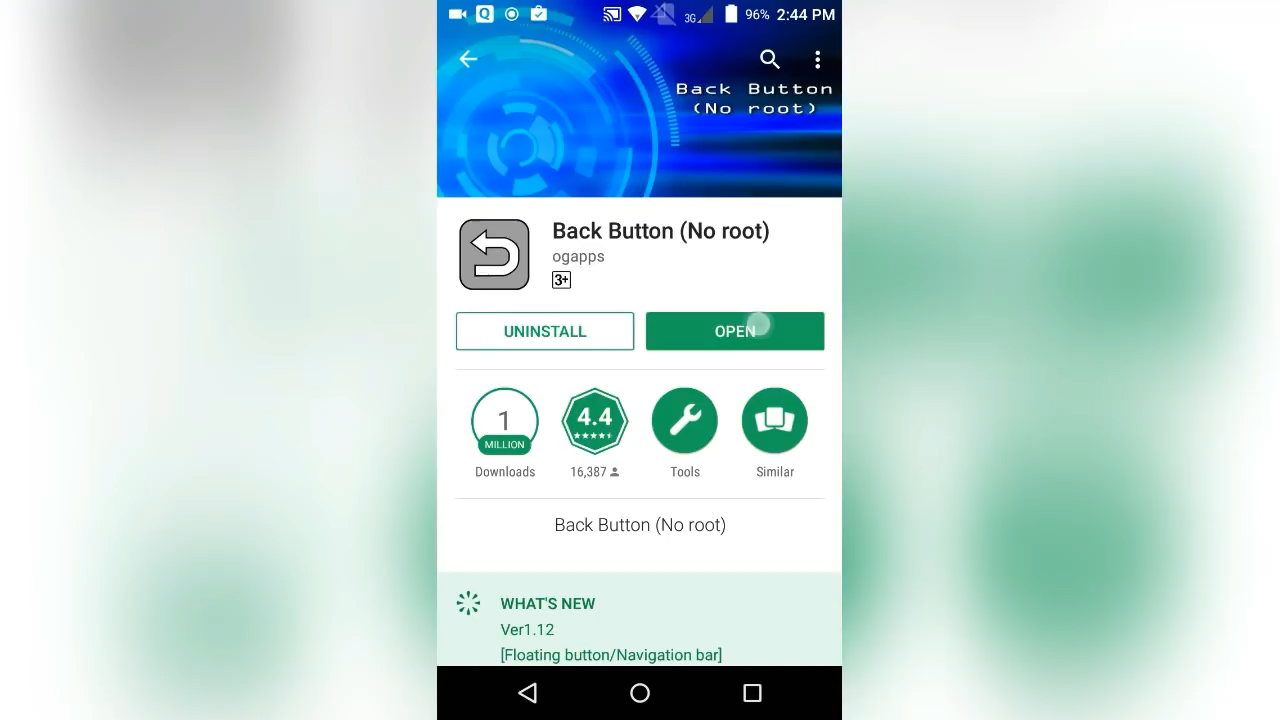 Q 3G 96% 2:44 PM
Back Button
(No root)
Back Button (No root)
ogapps
3+
UNINSTALL OPEN
1 4.4
MILLION
Downloads 16,387 Tools Similar
Back Button (No root)
WHAT'S NEW
Ver1.12
[Floating button/Navigation bar]